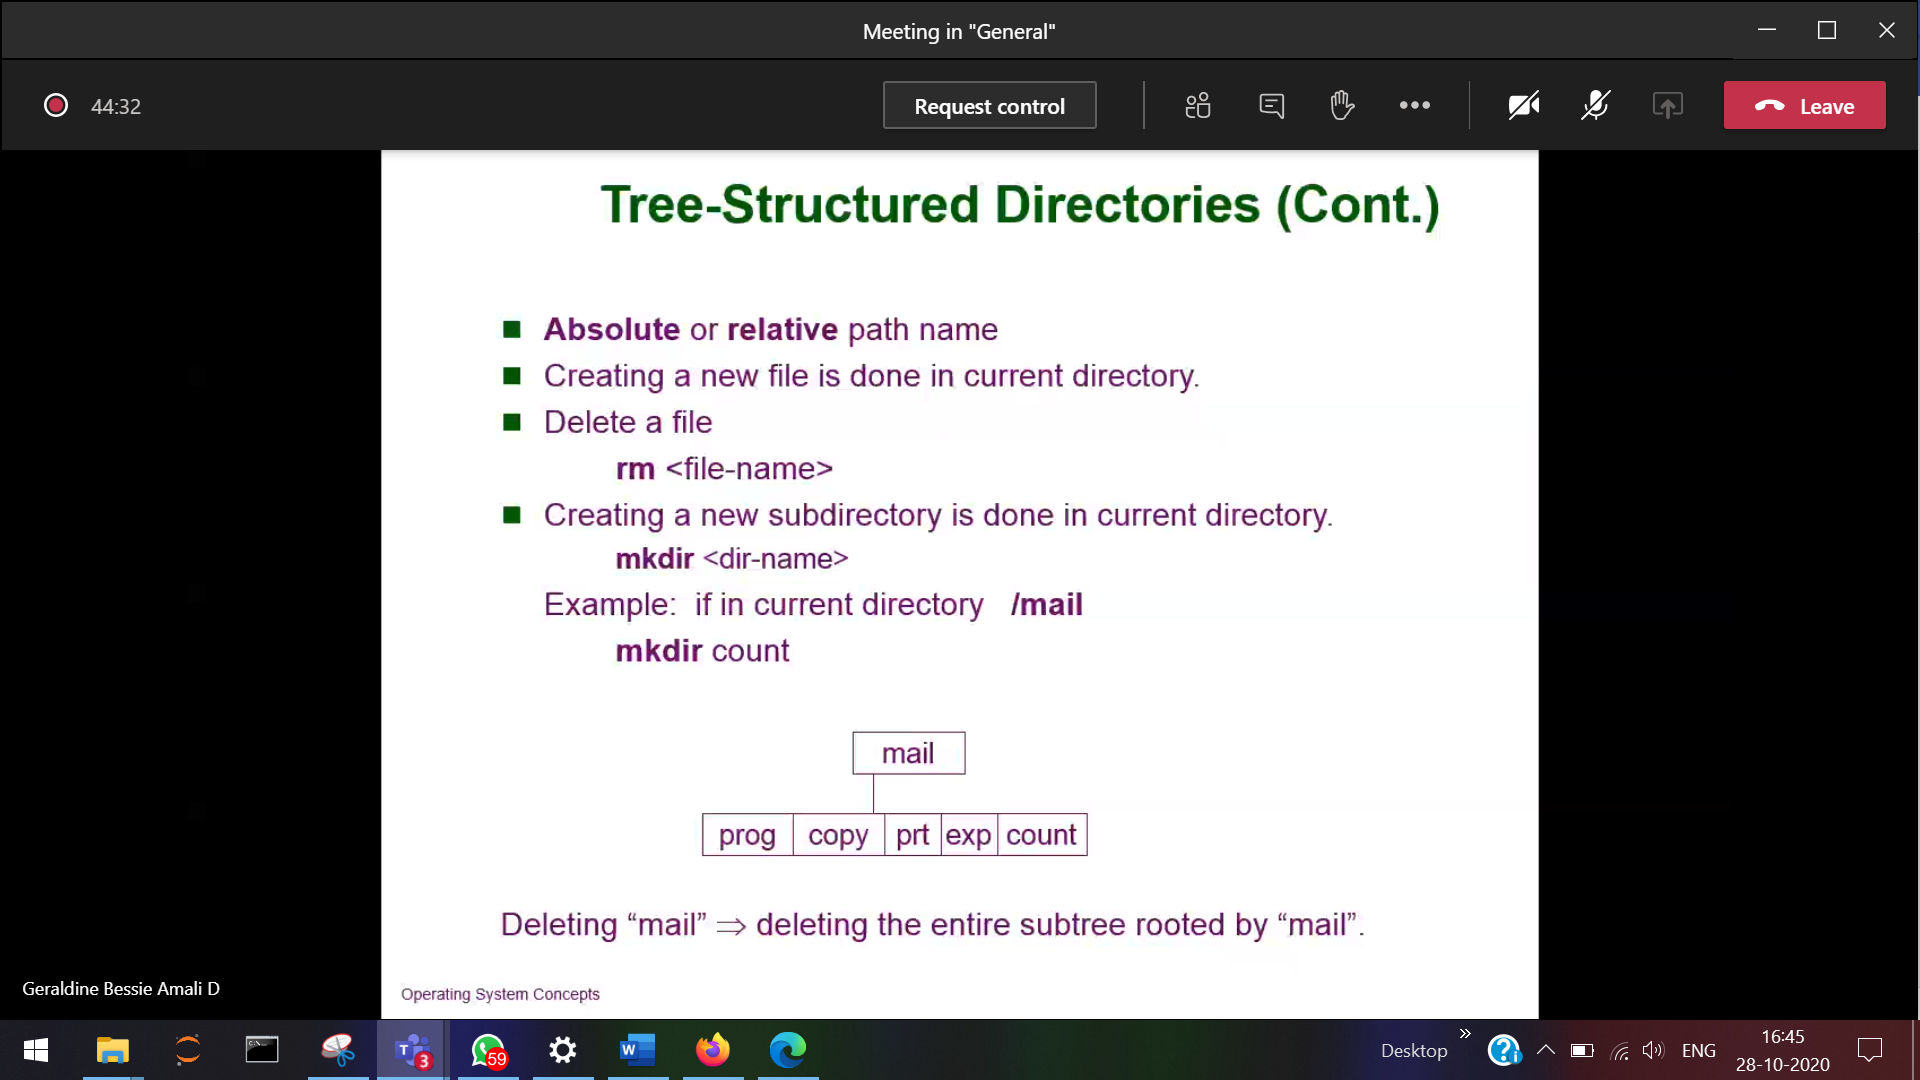 Meeting in "General"
44:32
Request control
Leave
Tree-Structured Directories (Cont.)
Absolute or relative path name
Creating a new file is done in current directory.
Delete a file
rm <file-name>
Creating a new subdirectory is done in current directory.
mkdir <dir-name>
Example: if in current directory /mail
mkdir count
mail
prog copy prt exp count
Deleting “mail” ⇒ deleting the entire subtree rooted by “mail”.
Geraldine Bessie Amali D
Operating System Concepts
3
59
Desktop
ENG
16:45
28-10-2020